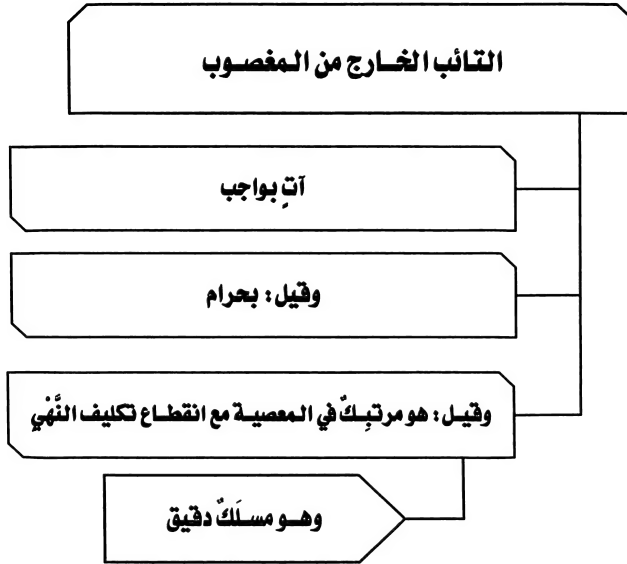 التائب الخارج من المغصوب
آتٍ بواجب
وقيل: بحرام
وقيل: هو مرتبِكٌ في المعصية مع انقطاع تكليف النَّهْيِ
وهو مسلَكٌ دقيق